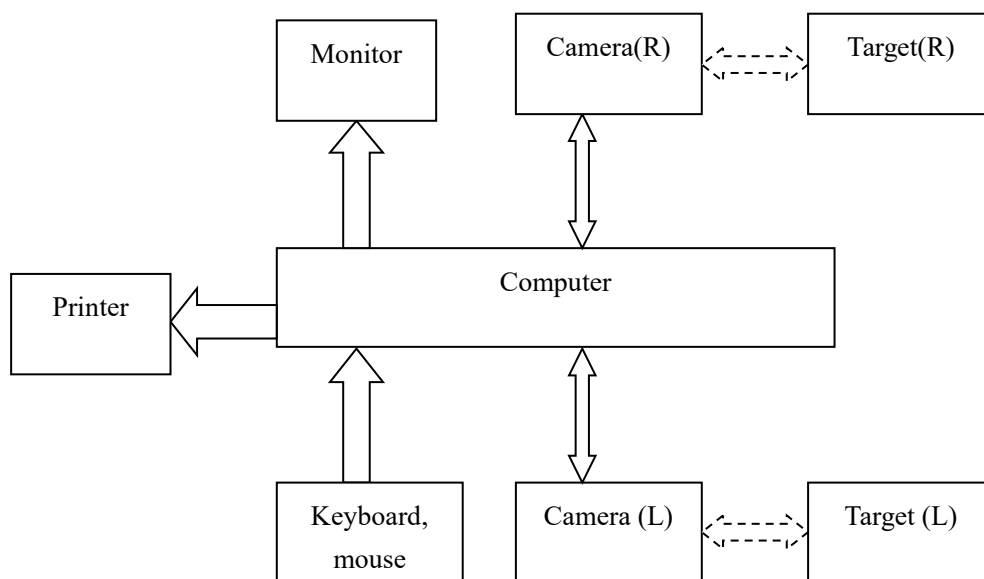 Monitor
Camera(R)
Target(R)
Computer
Printer
Keyboard,
mouse
Camera (L)
Target (L)